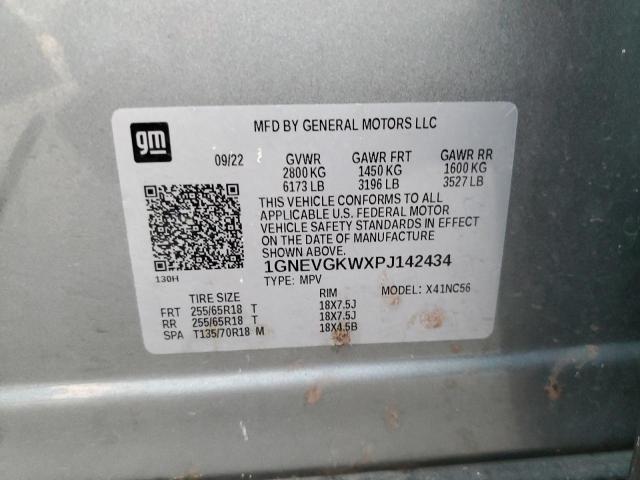 gm
MFD BY GENERAL MOTORS LLC
09/22 GVWR GAWR FRT GAWR RR
2800 KG 1450 KG 1600 KG
6173 LB 3196 LB 3527 LB
THIS VEHICLE CONFORMS TO ALL
APPLICABLE U.S. FEDERAL MOTOR
VEHICLE SAFETY STANDARDS IN
EFFECT ON THE DATE OF MANUFACTURE
SHOWN ABOVE.
1GNEVGKWXPJ142434
130H
TYPE: MPV MODEL: X41NC56
TIRE SIZE RIM
FRT 255/65R18 T 18X7.5J
RR 255/65R18 T 18X7.5J
SPA T135/70R18 M 18X4.5B